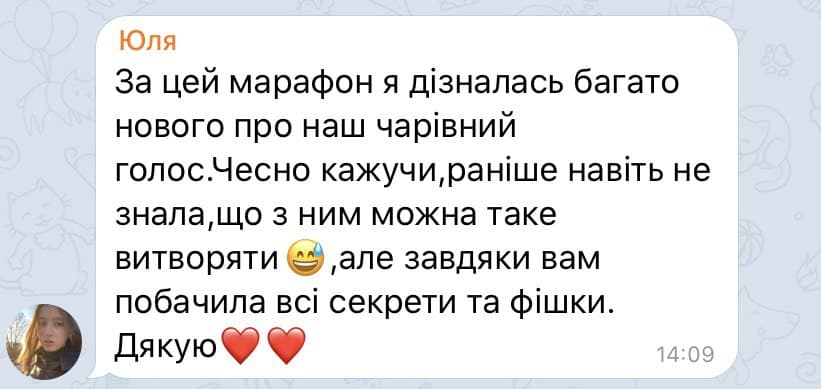 Юля
За цей марафон я дізналась багато
нового про наш чарівний
голос.Чесно кажучи,раніше навіть не
знала,що з ним можна таке
витворяти😅,але завдяки вам
побачила всі секрети та фішки.
Дякую❤️❤️
14:09